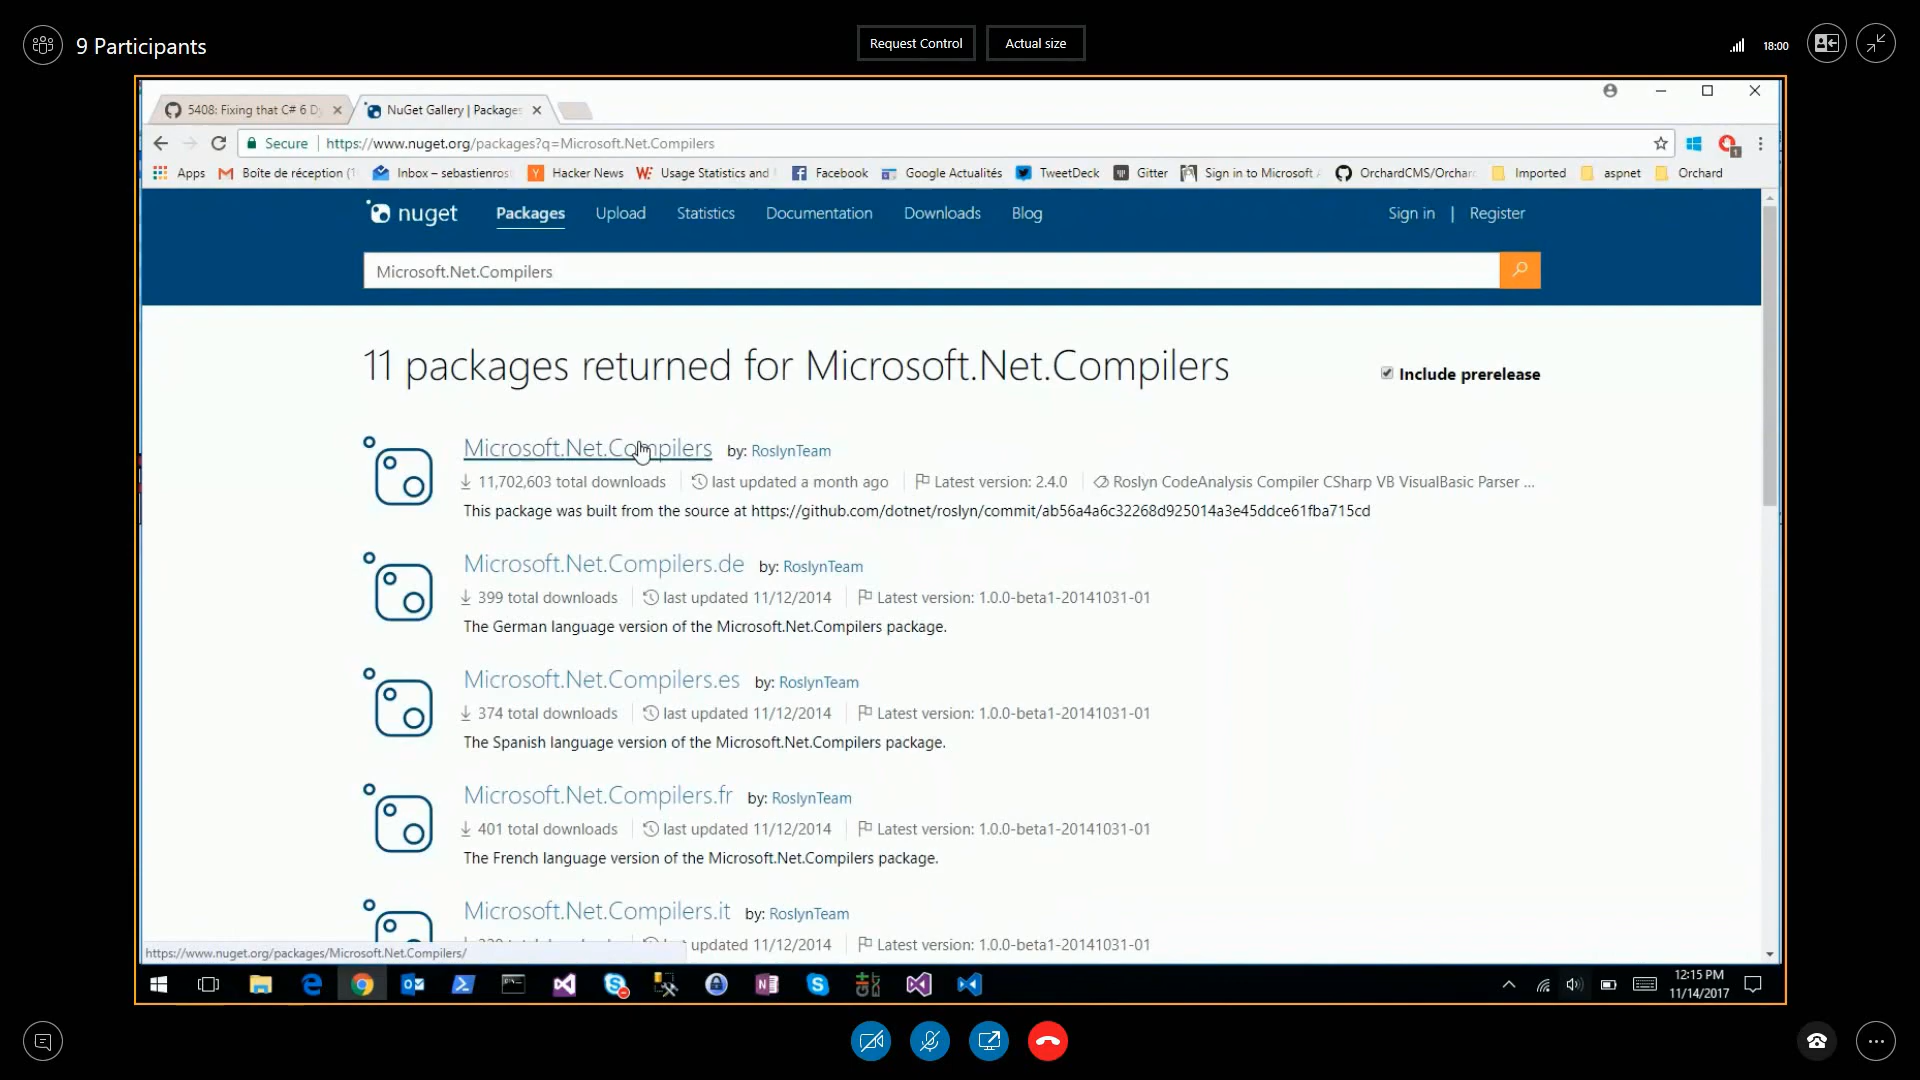 9 Participants
Request Control
Actual size
18:00
5408: Fixing that C# 6 Dy
NuGet Gallery | Packages
Secure
https://www.nuget.org/packages?q=Microsoft.Net.Compilers
Apps
Boîte de réception (1
Inbox – sebastienros
Hacker News
Usage Statistics and
Facebook
Google Actualités
TweetDeck
Gitter
Sign in to Microsoft
OrchardCMS/Orchar
Imported
aspnet
Orchard
nuget
Packages
Upload
Statistics
Documentation
Downloads
Blog
Sign in | Register
Microsoft.Net.Compilers
11 packages returned for Microsoft.Net.Compilers
Include prerelease
Microsoft.Net.Compilers by: RoslynTeam
11,702,603 total downloads last updated a month ago Latest version: 2.4.0 Roslyn CodeAnalysis Compiler CSharp VB VisualBasic Parser ...
This package was built from the source at https://github.com/dotnet/roslyn/commit/ab56a4a6c32268d925014a3e45ddce61fba715cd
Microsoft.Net.Compilers.de by: RoslynTeam
399 total downloads last updated 11/12/2014 Latest version: 1.0.0-beta1-20141031-01
The German language version of the Microsoft.Net.Compilers package.
Microsoft.Net.Compilers.es by: RoslynTeam
374 total downloads last updated 11/12/2014 Latest version: 1.0.0-beta1-20141031-01
The Spanish language version of the Microsoft.Net.Compilers package.
Microsoft.Net.Compilers.fr by: RoslynTeam
401 total downloads last updated 11/12/2014 Latest version: 1.0.0-beta1-20141031-01
The French language version of the Microsoft.Net.Compilers package.
Microsoft.Net.Compilers.it by: RoslynTeam
updated 11/12/2014 Latest version: 1.0.0-beta1-20141031-01
https://www.nuget.org/packages/Microsoft.Net.Compilers/
12:15 PM
11/14/2017